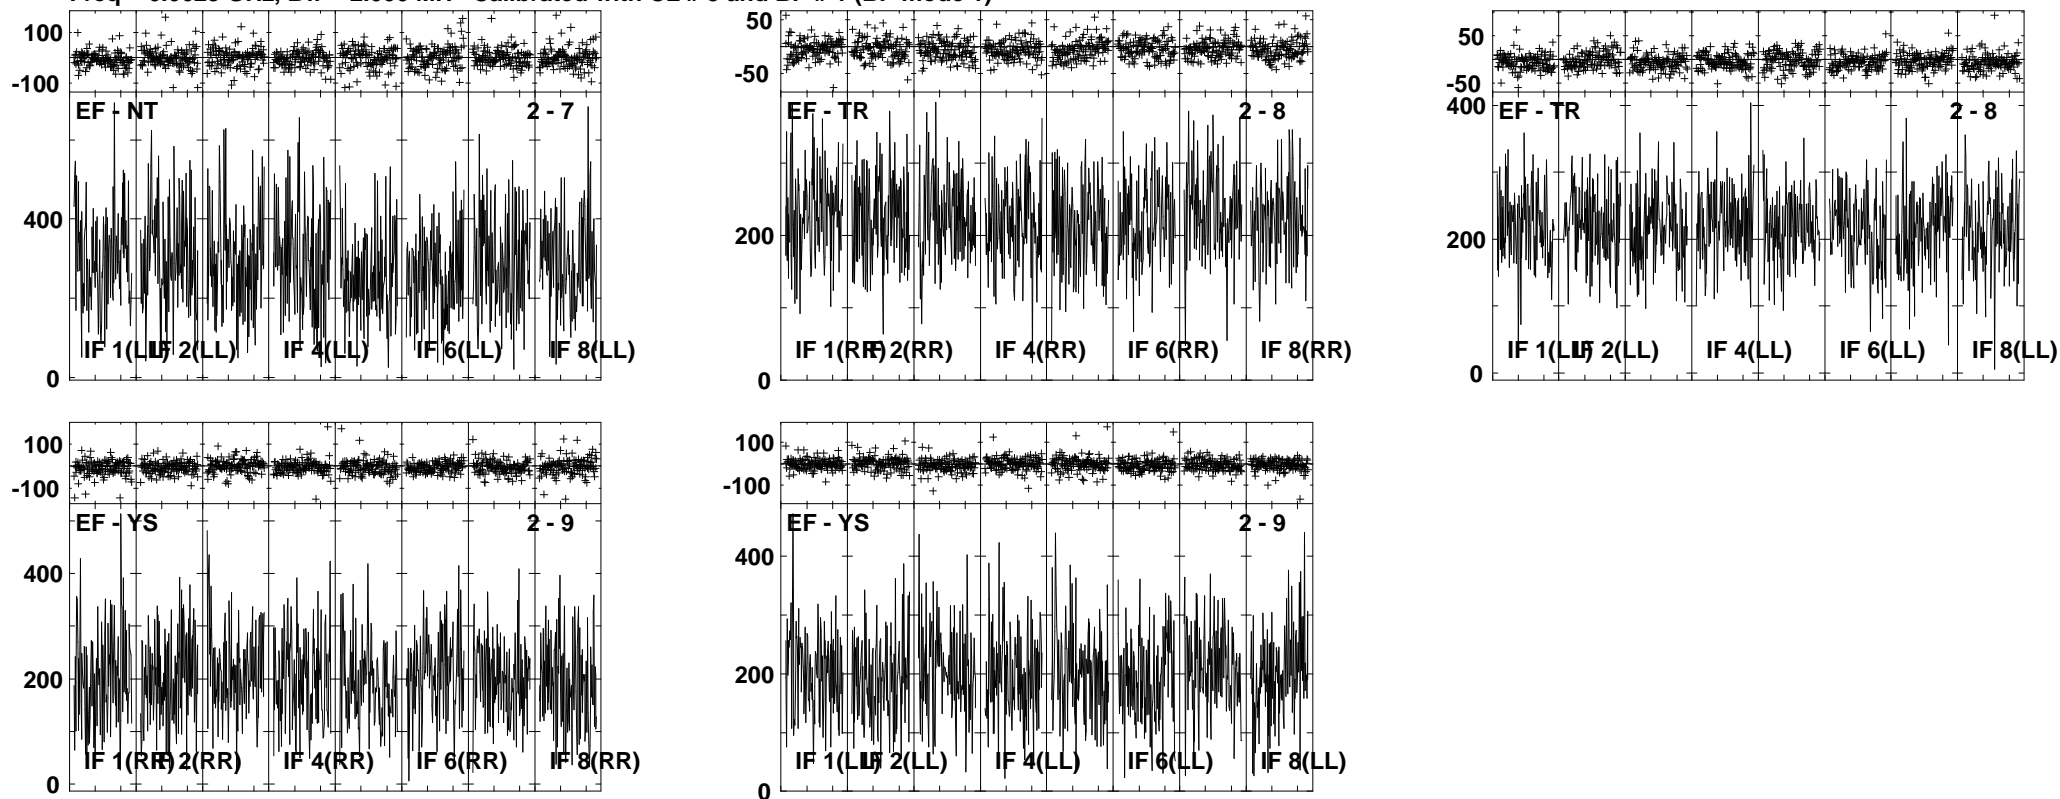 100
-100
EF - NT 2 - 7
400
0
IF 1(LL) IF 2(LL) IF 4(LL) IF 6(LL) IF 8(LL)
50
-50
EF - TR 2 - 8
200
0
IF 1(RR) IF 2(RR) IF 4(RR) IF 6(RR) IF 8(RR)
50
-50
400
EF - TR 2 - 8
200
0
IF 1(LL) IF 2(LL) IF 4(LL) IF 6(LL) IF 8(LL)
100
-100
EF - YS 2 - 9
400
200
0
IF 1(RR) IF 2(RR) IF 4(RR) IF 6(RR) IF 8(RR)
100
-100
EF - YS 2 - 9
400
200
0
IF 1(LL) IF 2(LL) IF 4(LL) IF 6(LL) IF 8(LL)